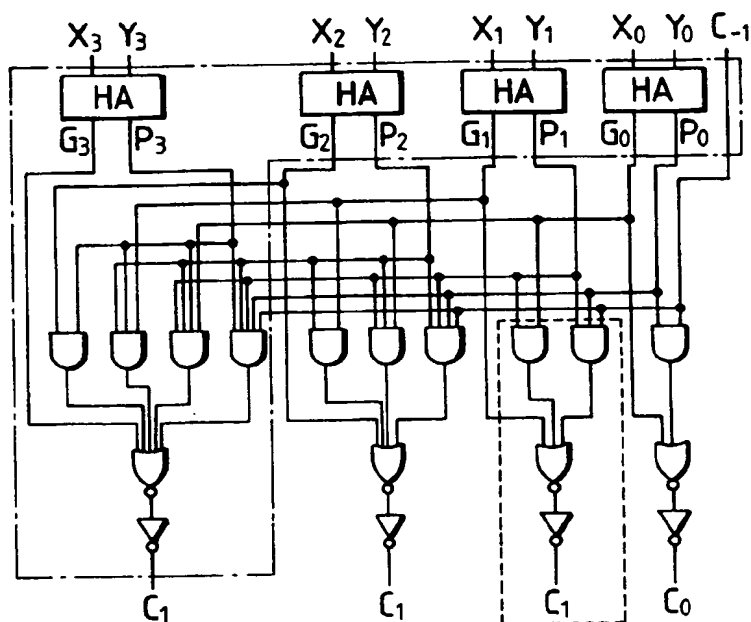 X3 Y3 X2 Y2 X1 Y1 X0 Y0 C-1
HA HA HA HA
G3 P3 G2 P2 G1 P1 G0 P0
C1 C1 C1 C0